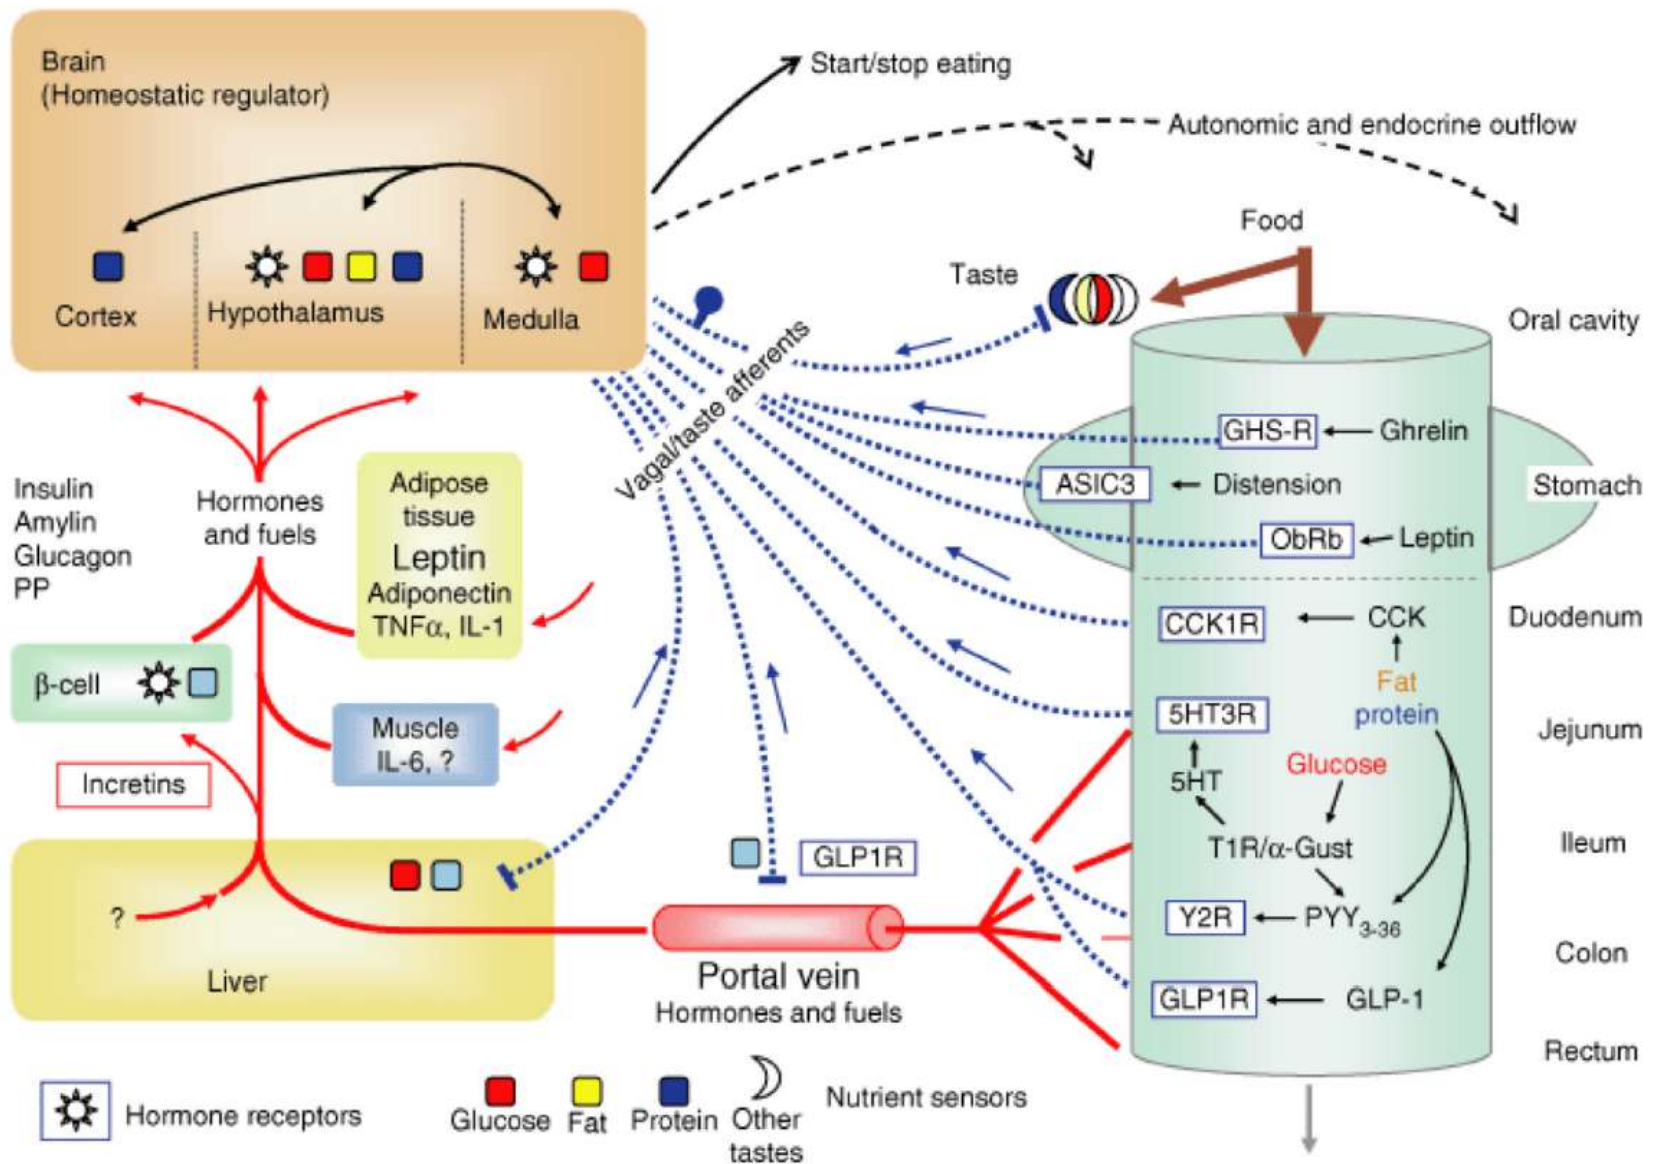 Brain
(Homeostatic regulator)
Cortex
Hypothalamus
Medulla
Start/stop eating
Autonomic and endocrine outflow
Food
Taste
Oral cavity
Vagal/taste afferents
GHS-R
Ghrelin
ASIC3
Distension
Stomach
ObRb
Leptin
CCK1R
CCK
Duodenum
Fat
protein
5HT3R
Jejunum
Glucose
5HT
T1R/α-Gust
Ileum
Y2R
PYY3-36
Colon
GLP1R
GLP-1
Rectum
Insulin
Amylin
Glucagon
PP
Hormones
and fuels
Adipose
tissue
Leptin
Adiponectin
TNFα, IL-1
β-cell
Muscle
IL-6, ?
Incretins
GLP1R
?
Liver
Portal vein
Hormones and fuels
Hormone receptors
Glucose
Fat
Protein
Other
tastes
Nutrient sensors